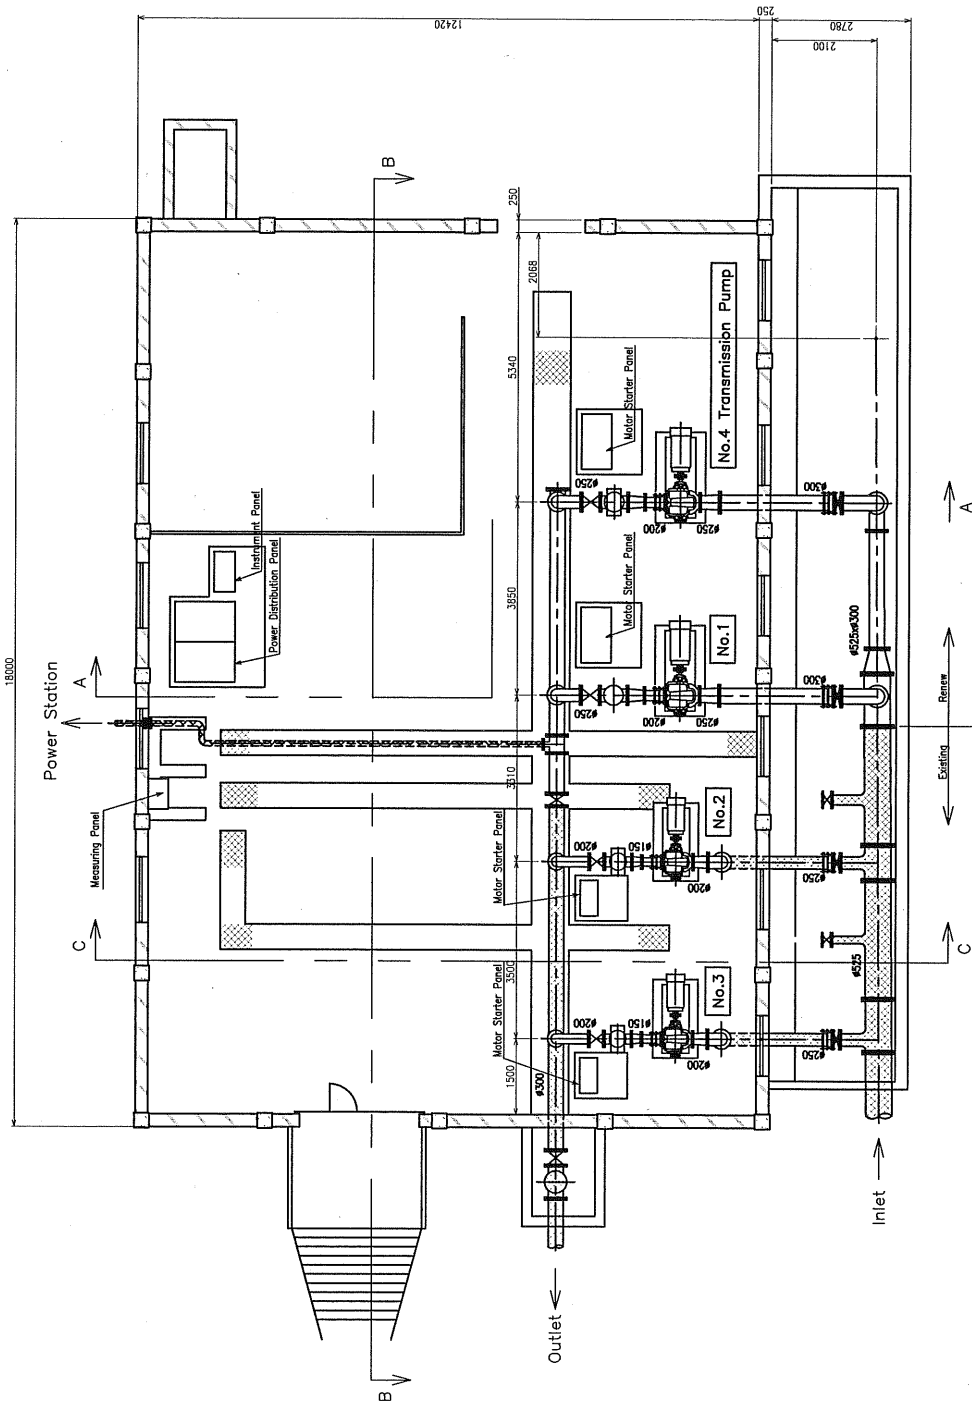 12420
250
2780
2100
18000
B
250
2068
5340
3850
3310
3500
1500
No.4 Transmission Pump
Motor Starter Panel
ø250
ø200
ø250
ø300
A
Instrument Panel
Power Distribution Panel
Motor Starter Panel
No.1
ø250
ø200
ø250
ø300
ø525xø300
Renew
Existing
A
Power Station
Measuring Panel
Motor Starter Panel
No.2
ø200
ø150
ø200
ø250
C
Motor Starter Panel
No.3
ø200
ø150
ø200
ø250
ø525
C
ø300
Inlet
Outlet
B